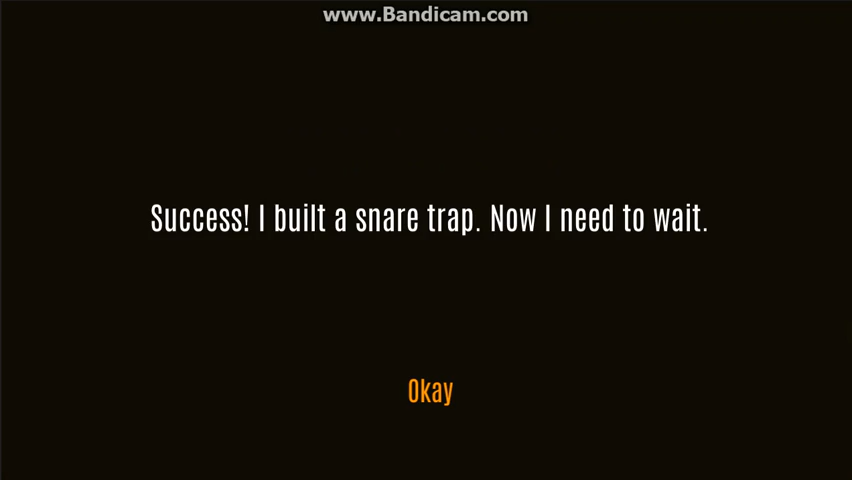 www.Bandicam.com
Success! I built a snare trap. Now I need to wait.
Okay